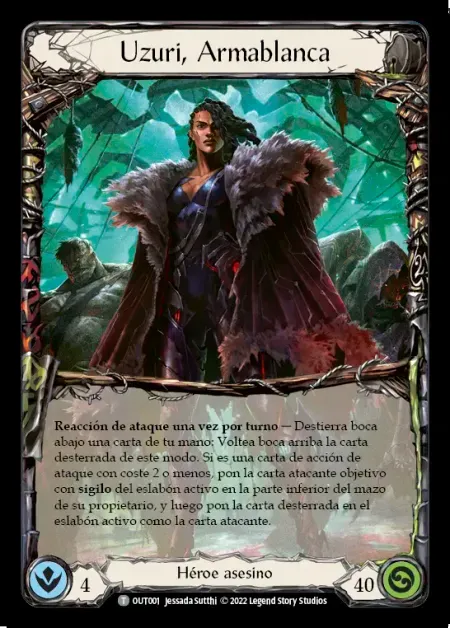 Uzuri, Armablanca
Reacción de ataque una vez por turno — Destierra boca
abajo una carta de tu mano: Voltea boca arriba la carta
desterrada de este modo. Si es una carta de acción de
ataque con coste 2 o menos, pon la carta atacante objetivo
con sigilo del eslabón activo en la parte inferior del mazo
de su propietario, y luego pon la carta desterrada en el
eslabón activo como la carta atacante.
4
Héroe asesino
40
T OUT001 Jessada Sutthi © 2022 Legend Story Studios